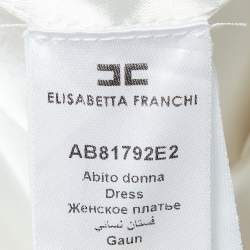 ELISABETTA FRANCHI
AB81792E2
Abito donna
Dress
Женское платье
فستان نسائي
Gaun